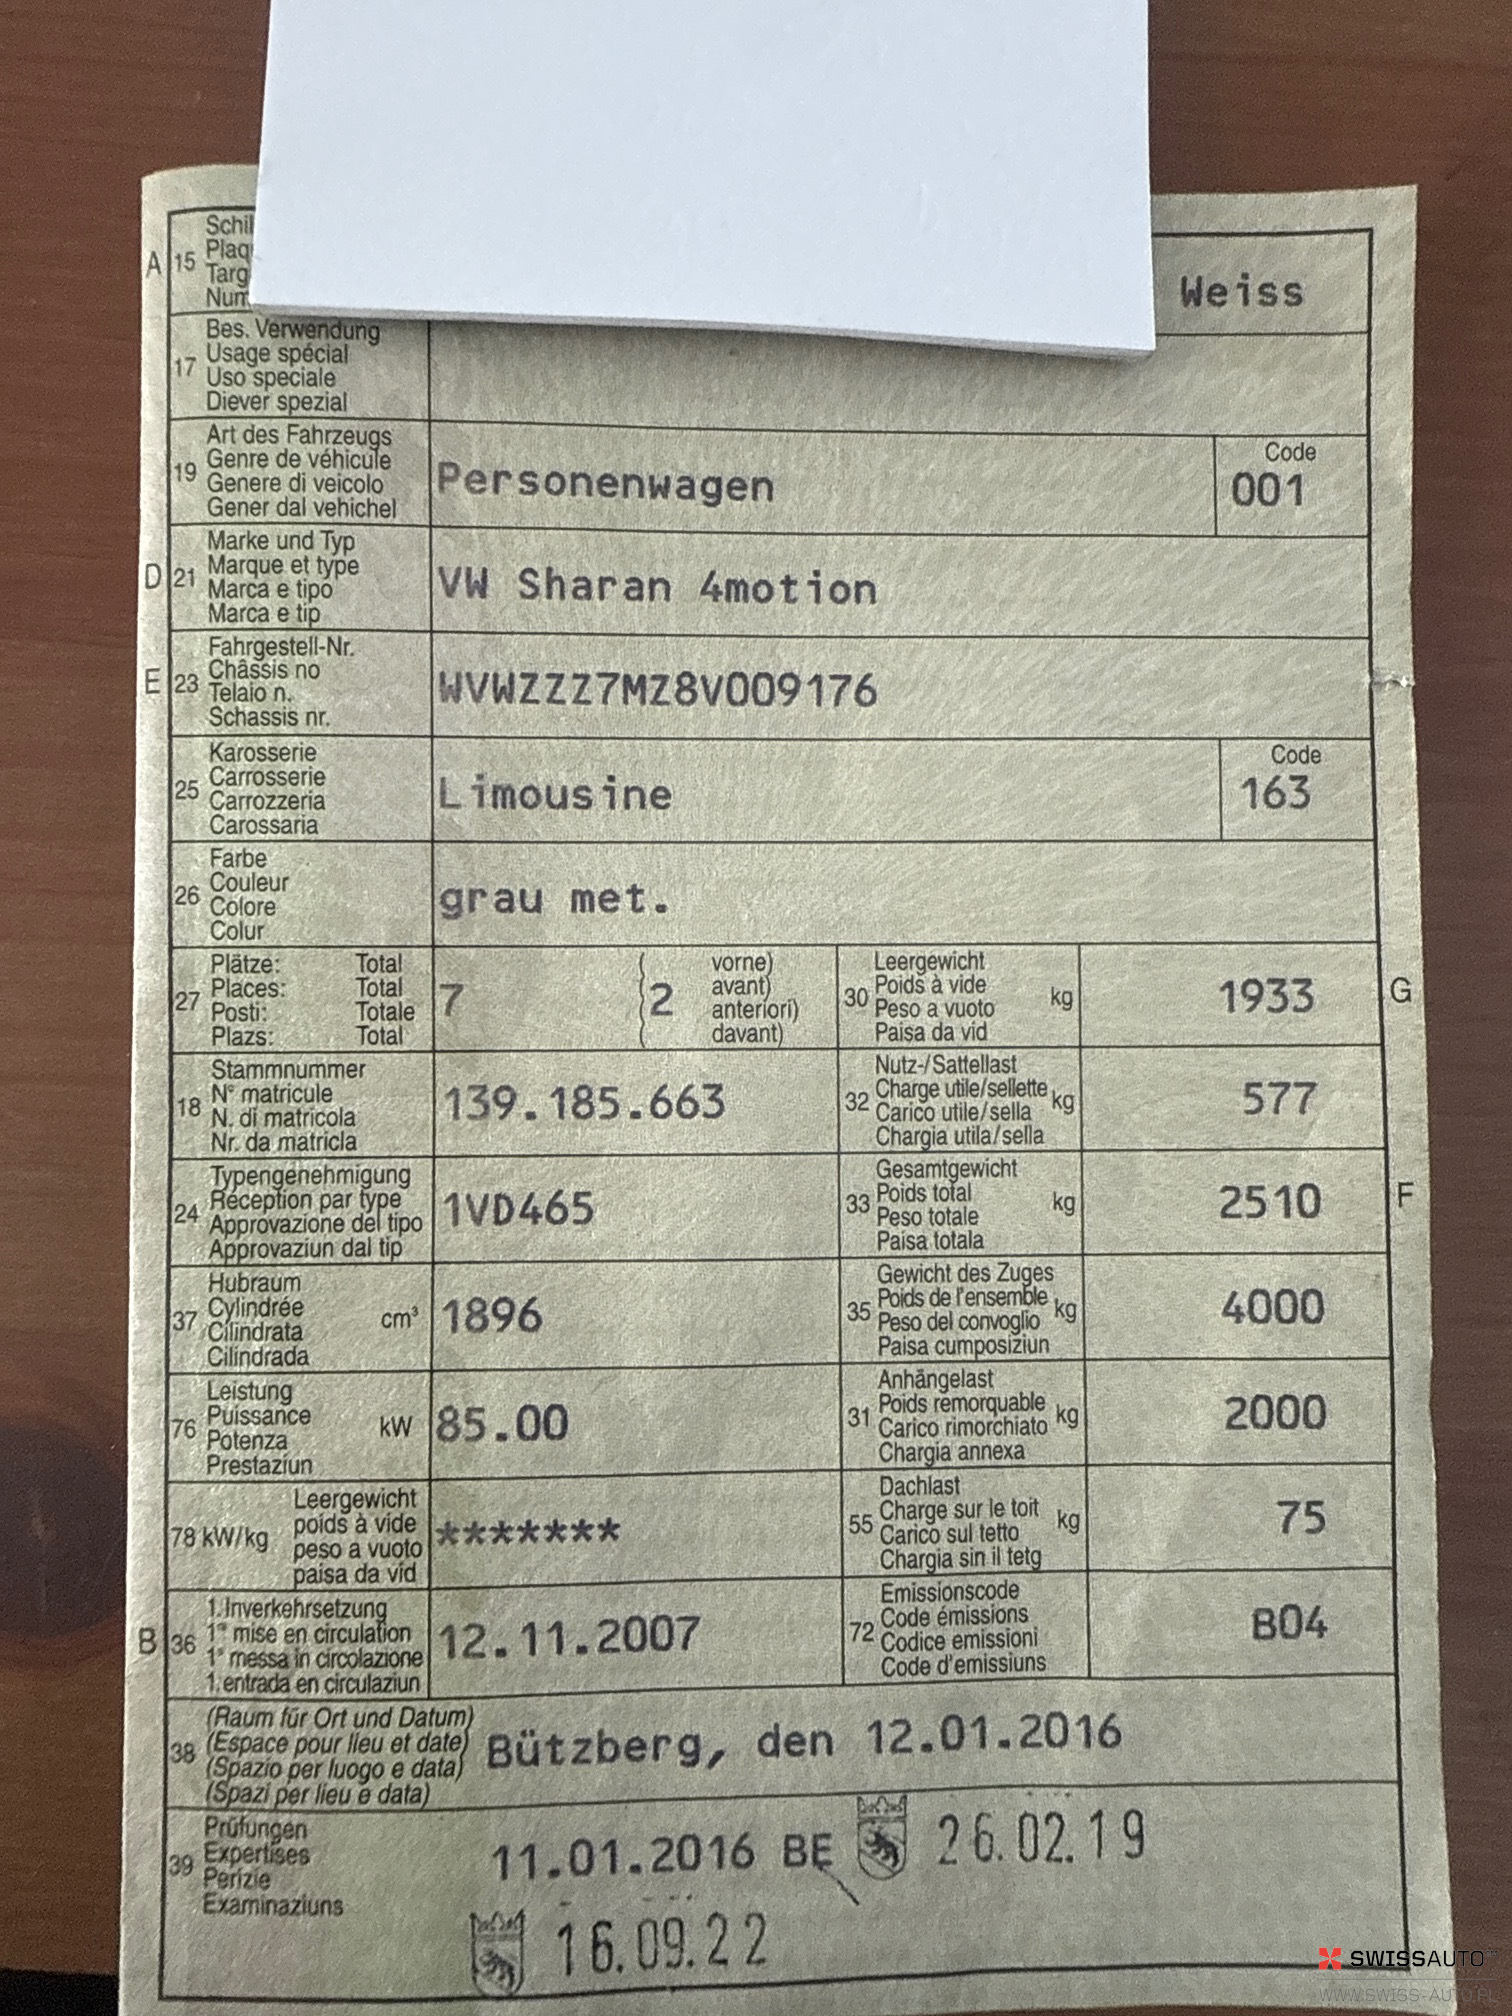 A 15 Weiss
17 Bes. Verwendung
Usage spécial
Uso speciale
Diever spezial
19 Art des Fahrzeugs
Genre de véhicule
Genere di veicolo
Gener dal vehichel
Personenwagen
Code
001
D 21 Marke und Typ
Marque et type
Marca e tipo
Marca e tip
VW Sharan 4motion
E 23 Fahrgestell-Nr.
Châssis no
Telaio n.
Schassis nr.
WVWZZZ7MZ8V009176
25 Karosserie
Carrosserie
Carrozzeria
Carossaria
Limousine
Code
163
26 Farbe
Couleur
Colore
Colur
grau met.
27 Plätze: Total
Places: Total
Posti: Totale
Plazs: Total
7 (2 vorne)
avant)
anteriori)
davant)
30 Leergewicht
Poids à vide kg
Peso a vuoto
Paisa da vid
1933 G
18 Stammnummer
N° matricule
N. di matricola
Nr. da matricla
139.185.663
32 Nutz-/Sattellast
Charge utile/sellette kg
Carico utile/sella
Chargia utila/sella
577
24 Typengenehmigung
Réception par type
Approvazione del tipo
Approvaziun dal tip
1VD465
33 Gesamtgewicht
Poids total kg
Peso totale
Paisa totala
2510 F
37 Hubraum
Cylindrée cm³
Cilindrata
Cilindrada
1896
35 Gewicht des Zuges
Poids de l'ensemble kg
Peso del convoglio
Paisa cumposiziun
4000
76 Leistung
Puissance kW
Potenza
Prestaziun
85.00
31 Anhängelast
Poids remorquable kg
Carico rimorchiato
Chargia annexa
2000
78 kW/kg Leergewicht
poids à vide
peso a vuoto
paisa da vid
*******
55 Dachlast
Charge sur le toit kg
Carico sul tetto
Chargia sin il tetg
75
B 36 1. Inverkehrsetzung
1re mise en circulation
1a messa in circolazione
1. entrada en circulaziun
12.11.2007
72 Emissionscode
Code émissions
Codice emissioni
Code d'emissiuns
B04
38 (Raum für Ort und Datum)
(Espace pour lieu et date)
(Spazio per luogo e data)
(Spazi per lieu e data)
Bützberg, den 12.01.2016
39 Prüfungen
Expertises
Perizie
Examinaziuns
11.01.2016 BE 26.02.19
16.09.22
SWISSAUTO
WWW.SWISS-AUTO.PL